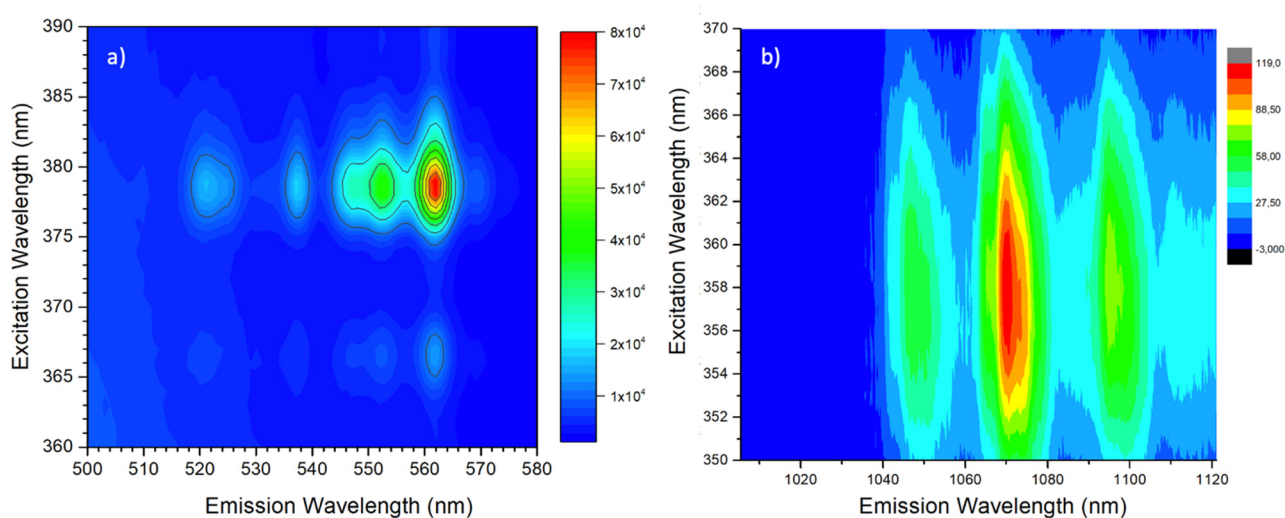 a)
Excitation Wavelength (nm)
390
385
380
375
370
365
360
500 510 520 530 540 550 560 570 580
Emission Wavelength (nm)
8x10⁴
7x10⁴
6x10⁴
5x10⁴
4x10⁴
3x10⁴
2x10⁴
1x10⁴
b)
Excitation Wavelength (nm)
370
368
366
364
362
360
358
356
354
352
350
1020 1040 1060 1080 1100 1120
Emission Wavelength (nm)
119,0
88,50
58,00
27,50
-3,000